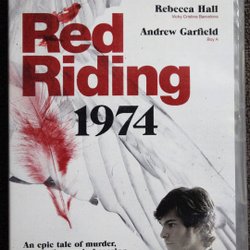 Rebecca Hall
Vicky Cristina Barcelona
Andrew Garfield
Boy A
Red
Riding
1974
An epic tale of murder,